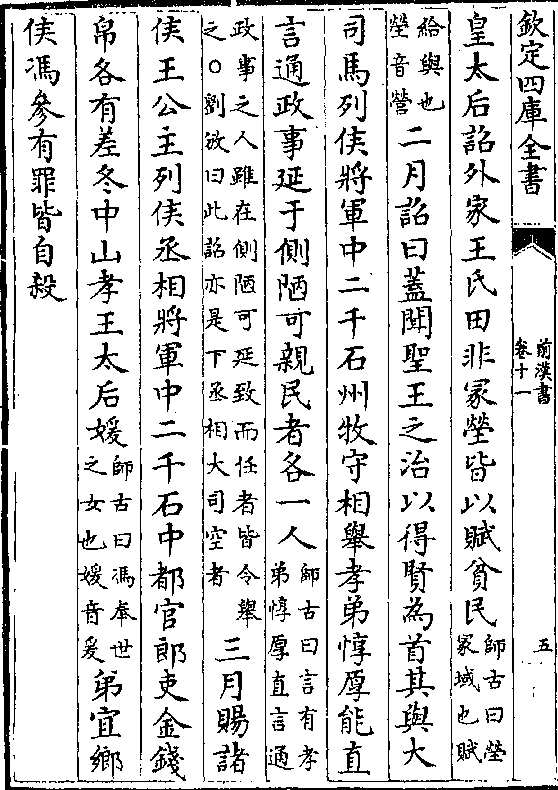 欽定四庫全書
前漢書
卷十一
五
皇太后詔外家王氏田非冡塋皆以賦貧民師古曰塋冡域也賦
給與也塋音營二月詔曰蓋聞聖王之治以得賢為首其與大
司馬列侯將軍中二千石州牧守相舉孝弟惇厚能直
言通政事延于側陋可親民者各一人師古曰言有孝弟惇厚直言通
政事之人雖在側陋可延致而任者皆令舉之○劉攽曰此詔亦是下丞相大司空者三月賜諸
侯王公主列侯丞相將軍中二千石中都官郎吏金錢
帛各有差冬中山孝王太后媛師古曰馮奉世之女也媛音爰弟宜鄉
侯馮參有罪皆自殺